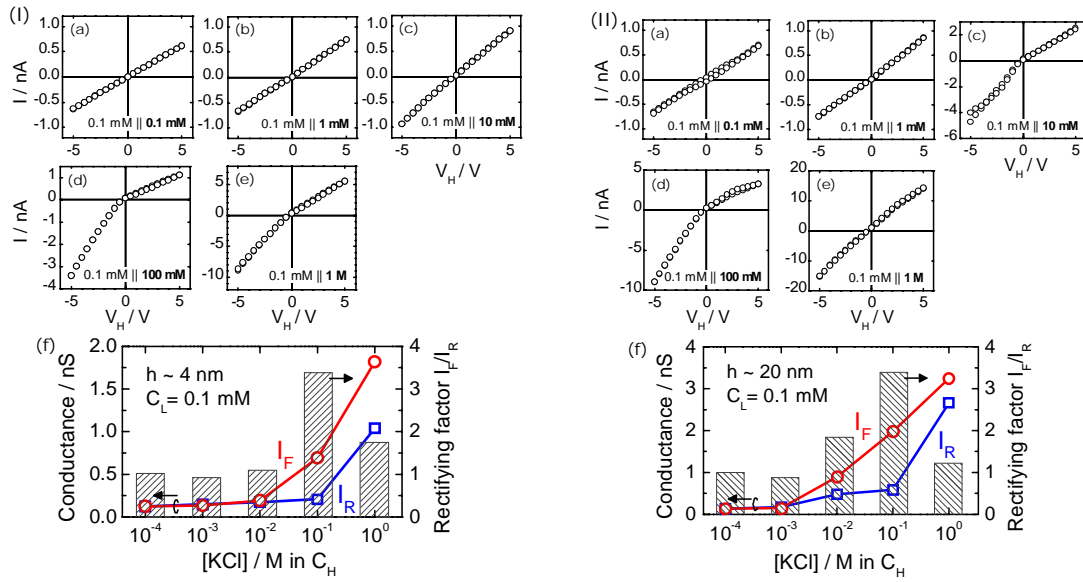 (I)
(a)
I / nA
1.0
0.5
0.0
-0.5
-1.0
0.1 mM || 0.1 mM
-5 0 5
(b)
1.0
0.5
0.0
-0.5
-1.0
0.1 mM || 1 mM
-5 0 5
(c)
1.0
0.5
0.0
-0.5
-1.0
0.1 mM || 10 mM
-5 0 5
V_H / V
(d)
I / nA
1
0
-1
-2
-3
-4
0.1 mM || 100 mM
-5 0 5
V_H / V
(e)
5
0
-5
-10
0.1 mM || 1 M
-5 0 5
V_H / V
(f)
Conductance / nS
2.0
1.5
1.0
0.5
0.0
h ~ 4 nm
C_L= 0.1 mM
I_F
I_R
4
3
2
1
0
Rectifying factor I_F/I_R
10^-4 10^-3 10^-2 10^-1 10^0
[KCl] / M in C_H
(II)
(a)
I / nA
1.0
0.5
0.0
-0.5
-1.0
0.1 mM || 0.1 mM
-5 0 5
(b)
1.0
0.5
0.0
-0.5
-1.0
0.1 mM || 1 mM
-5 0 5
(c)
2
0
-2
-4
-6
0.1 mM || 10 mM
-5 0 5
V_H / V
(d)
I / nA
5
0
-5
-10
0.1 mM || 100 mM
-5 0 5
V_H / V
(e)
20
10
0
-10
-20
0.1 mM || 1 M
-5 0 5
V_H / V
(f)
Conductance / nS
4
3
2
1
0
h ~ 20 nm
C_L= 0.1 mM
I_F
I_R
4
3
2
1
0
Rectifying factor I_F/I_R
10^-4 10^-3 10^-2 10^-1 10^0
[KCl] / M in C_H